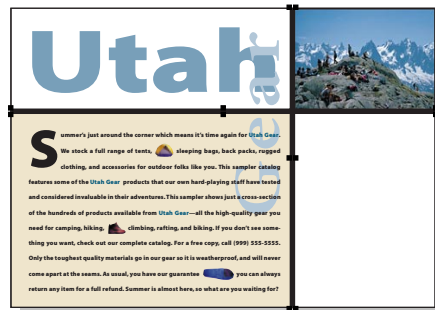 Utah
Gear
Summer's just around the corner which means it's time again for Utah Gear.
We stock a full range of tents, sleeping bags, back packs, rugged
clothing, and accessories for outdoor folks like you. This sampler catalog
features some of the Utah Gear products that our own hard-playing staff have tested
and considered invaluable in their adventures. This sampler shows just a cross-section
of the hundreds of products available from Utah Gear—all the high-quality gear you
need for camping, hiking, climbing, rafting, and biking. If you don't see some-
thing you want, check out our complete catalog. For a free copy, call (999) 555-5555.
Only the toughest quality materials go in our gear so it is weatherproof, and will never
come apart at the seams. As usual, you have our guarantee you can always
return any item for a full refund. Summer is almost here, so what are you waiting for?